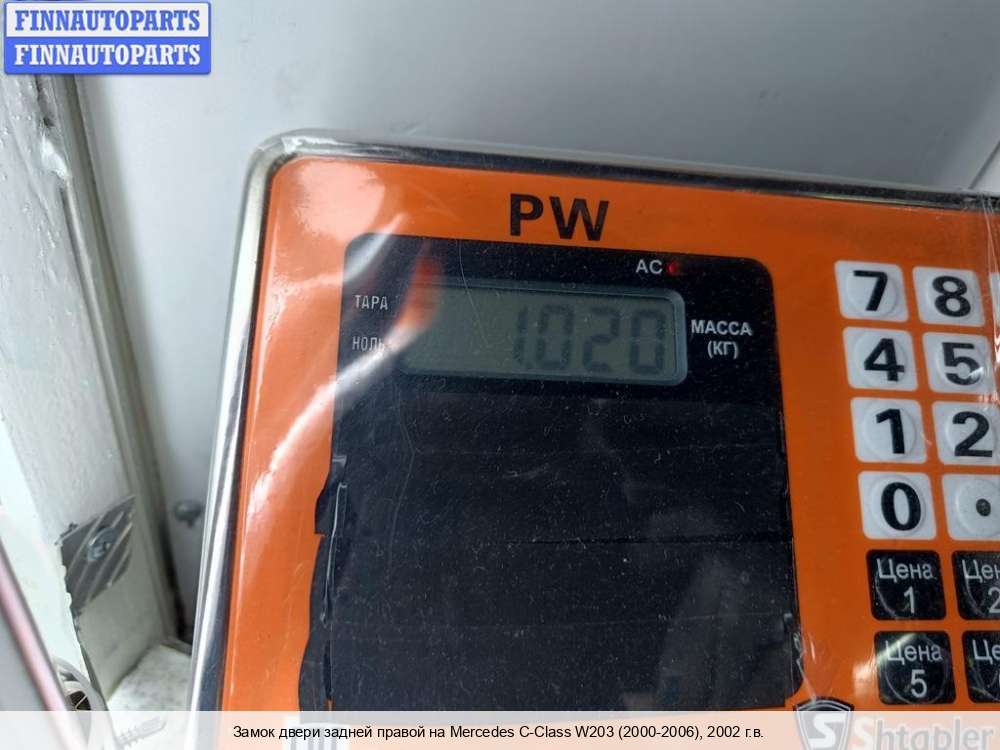 FINNAUTOPARTS
FINNAUTOPARTS
PW
AC
ТАРА
НОЛЬ
1.020
МАССА
(КГ)
7 8
4 5
1 2
0 .
Цена
1
Цена
5
Shtabler
Замок двери задней правой на Mercedes C-Class W203 (2000-2006), 2002 г.в.